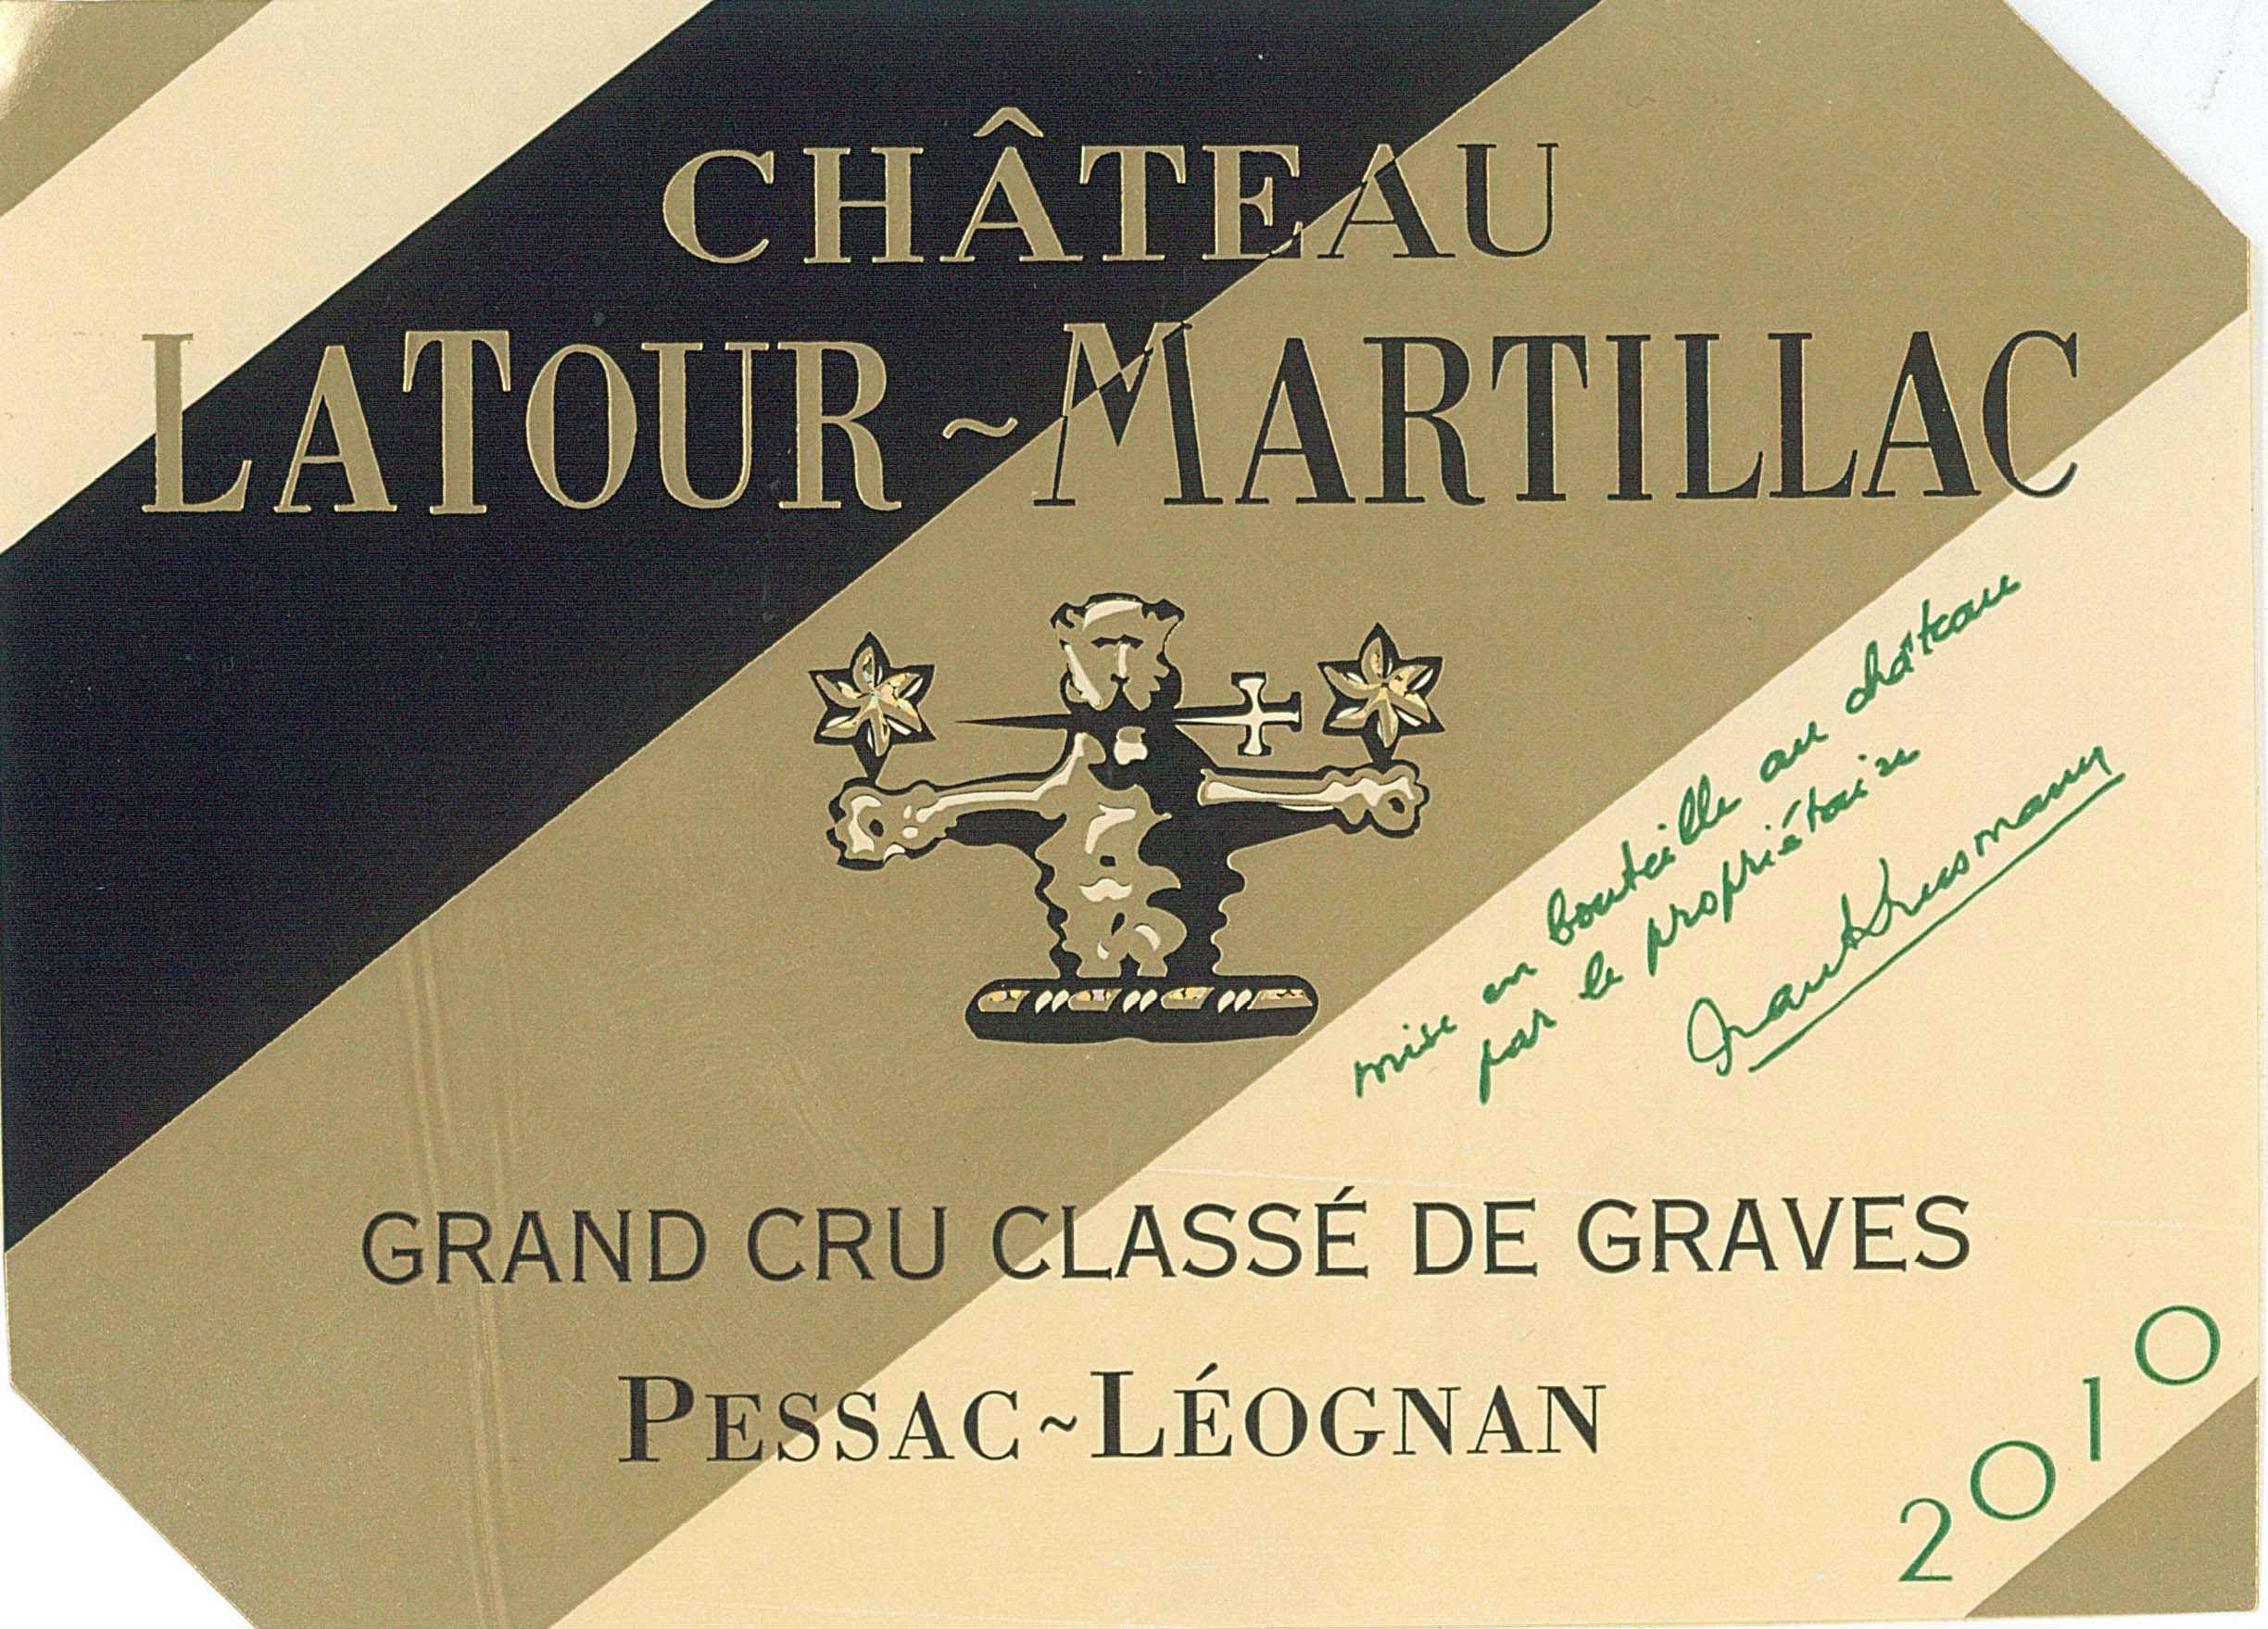 CHÂTEAU
LATOUR~MARTILLAC
mise en bouteille au château
par le propriétaire
GRAND CRU CLASSÉ DE GRAVES
PESSAC~LÉOGNAN
2010